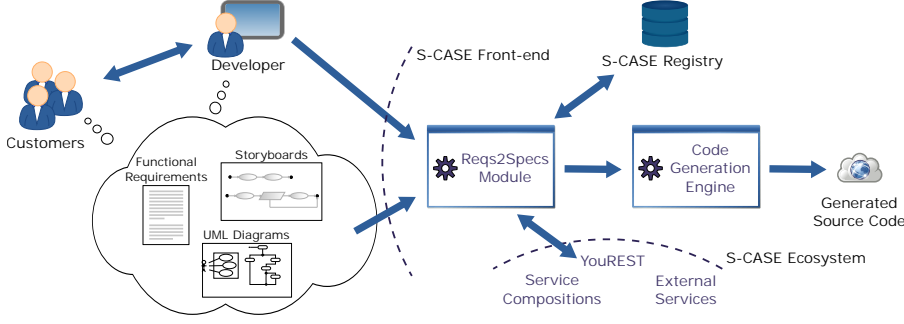 Customers
Developer
S-CASE Front-end
S-CASE Registry
Functional
Requirements
Storyboards
UML Diagrams
Reqs2Specs
Module
Code
Generation
Engine
Generated
Source Code
YouREST
Service
Compositions
External
Services
S-CASE Ecosystem